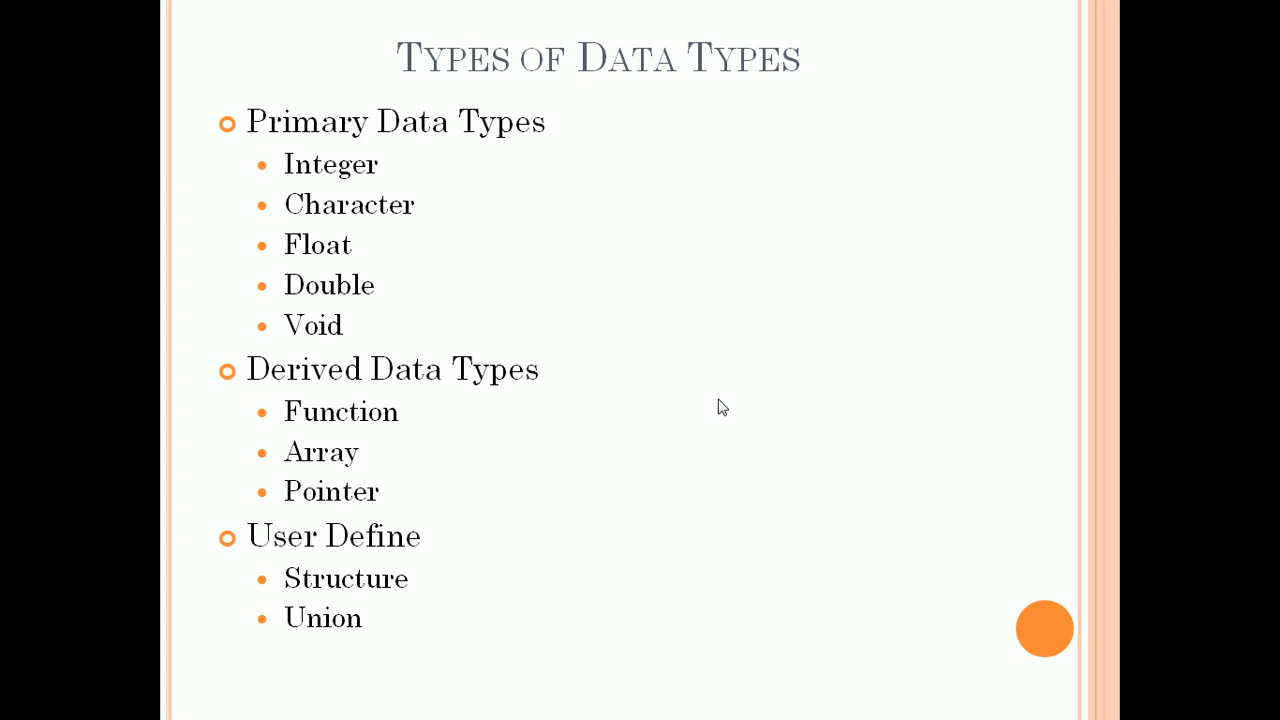 Types of Data Types
Primary Data Types
Integer
Character
Float
Double
Void
Derived Data Types
Function
Array
Pointer
User Define
Structure
Union